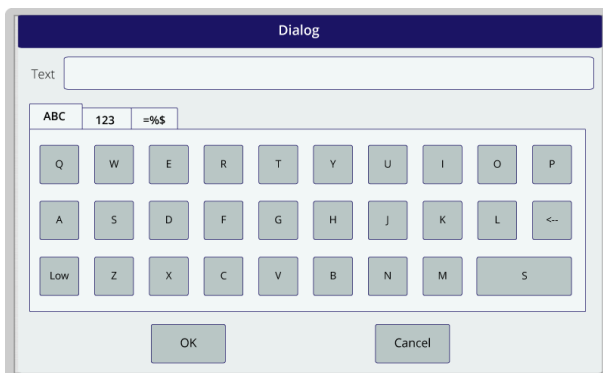 Dialog
Text
ABC 123 =%$
Q W E R T Y U I O P
A S D F G H J K L <--
Low Z X C V B N M S
OK Cancel